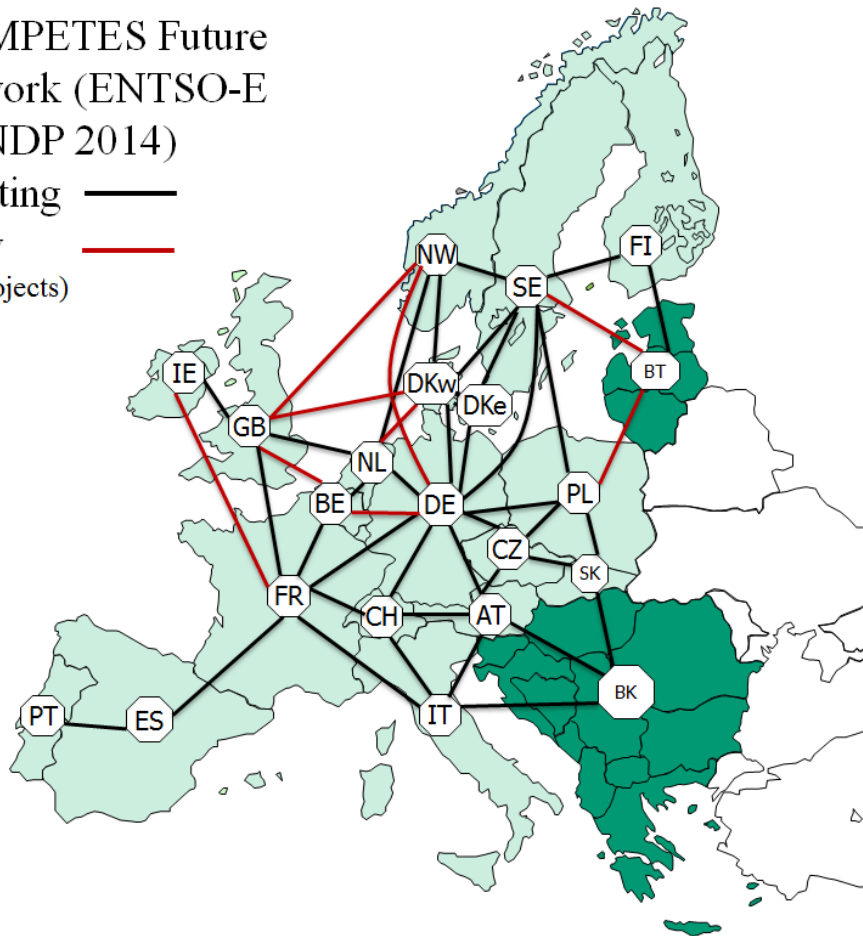 MPETES Future
work (ENTSO-E
NDP 2014)
ting
ojects)
NW
FI
SE
IE
DKw
BT
DKe
GB
NL
BE
DE
PL
CZ
SK
FR
CH
AT
BK
PT
ES
IT